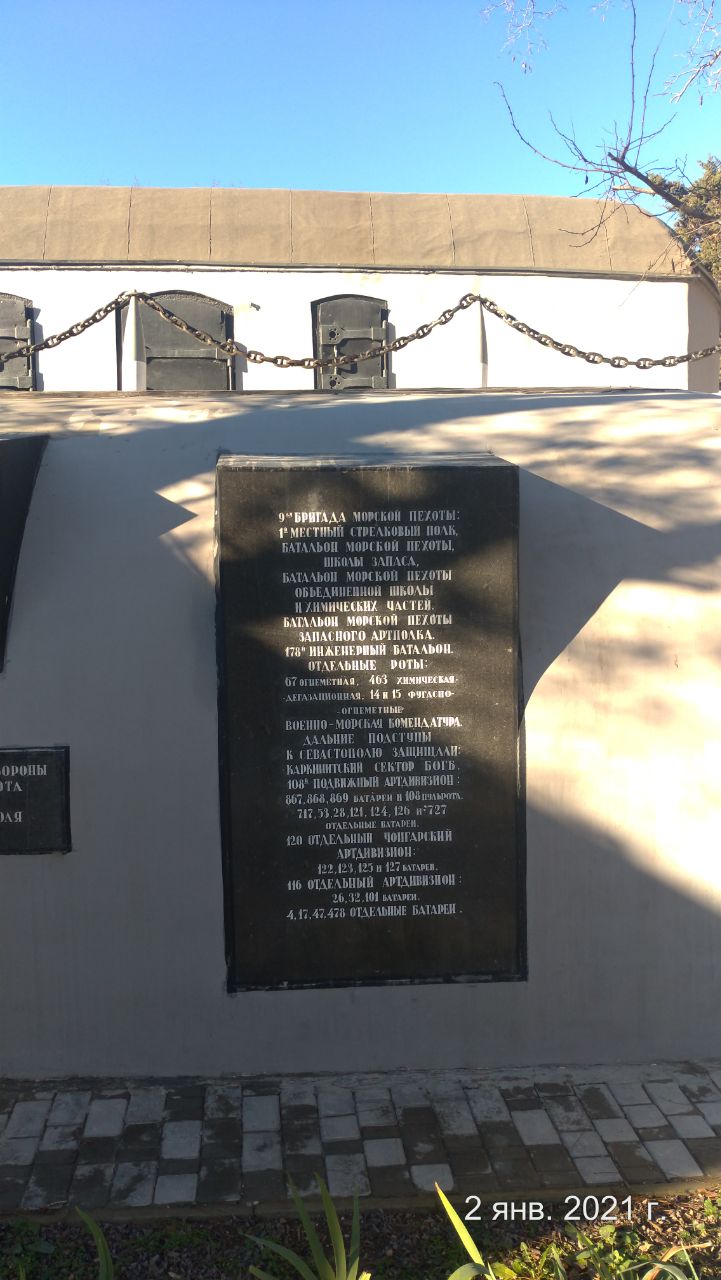 9ая БРИГАДА МОРСКОЙ ПЕХОТЫ:
1й МЕСТНЫЙ СТРЕЛКОВЫЙ ПОЛК,
БАТАЛЬОН МОРСКОЙ ПЕХОТЫ,
ШКОЛЫ ЗАПАСА,
БАТАЛЬОН МОРСКОЙ ПЕХОТЫ
ОБЪЕДИНЕННОЙ ШКОЛЫ
И ХИМИЧЕСКИХ ЧАСТЕЙ.
БАТАЛЬОН МОРСКОЙ ПЕХОТЫ
ЗАПАСНОГО АРТПОЛКА.
178й ИНЖЕНЕРНЫЙ БАТАЛЬОН.
ОТДЕЛЬНЫЕ РОТЫ:
67 ОГНЕМЕТНАЯ, 463 ХИМИЧЕСКАЯ-
-ДЕГАЗАЦИОННАЯ. 14 И 15 ФУГАСНО-
-ОГНЕМЕТНЫЕ
ВОЕННО-МОРСКАЯ КОМЕНДАТУРА.
ДАЛЬНИЕ ПОДСТУПЫ
К СЕВАСТОПОЛЮ ЗАЩИЩАЛИ:
КАРКИНИТСКИЙ СЕКТОР БОГБ.
108й ПОДВИЖНЫЙ АРТДИВИЗИОН:
867, 868, 869 БАТАРЕИ И 108 ПУЛЬРОТА.
717, 53, 28, 121, 124, 126 и 727
ОТДЕЛЬНЫЕ БАТАРЕИ.
120 ОТДЕЛЬНЫЙ ЧОНГАРСКИЙ
АРТДИВИЗИОН:
122, 123, 125 И 127 БАТАРЕИ.
116 ОТДЕЛЬНЫЙ АРТДИВИЗИОН:
26, 32, 101 БАТАРЕИ.
4, 17, 47, 478 ОТДЕЛЬНЫЕ БАТАРЕИ.
ОБОРОНЫ
ОТА
ОЛЯ
2 янв. 2021 г.